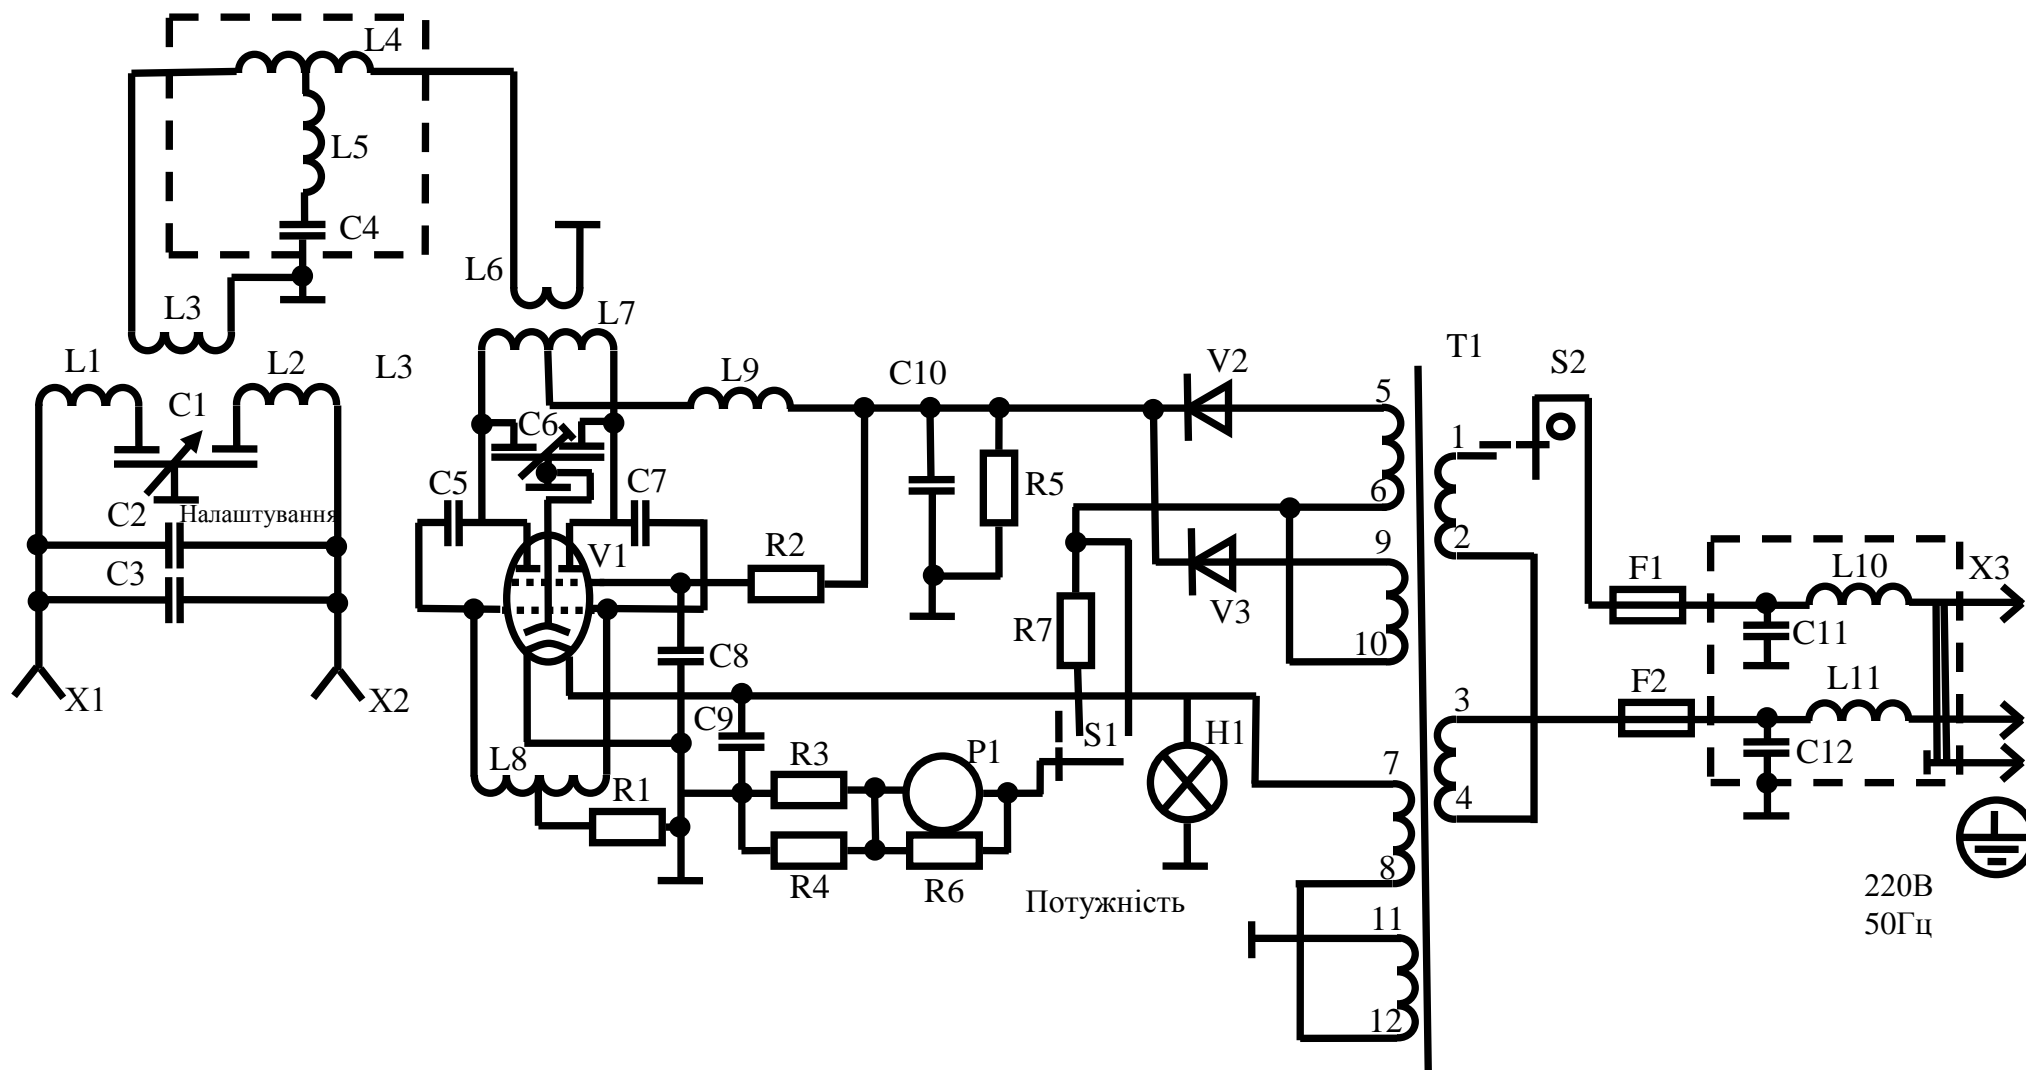 L4
L5
C4
L6
L3
L7
T1
L1
L2
L3
L9
C10
V2
S2
5
C1
C6
1
C5
C7
R5
6
C2
Налаштування
2
V1
R2
9
C3
F1
L10
X3
V3
R7
C11
10
C8
X1
X2
F2
L11
3
C9
S1
H1
L8
R3
P1
C12
7
R1
4
8
R4
R6
Потужність
220В
11
50Гц
12